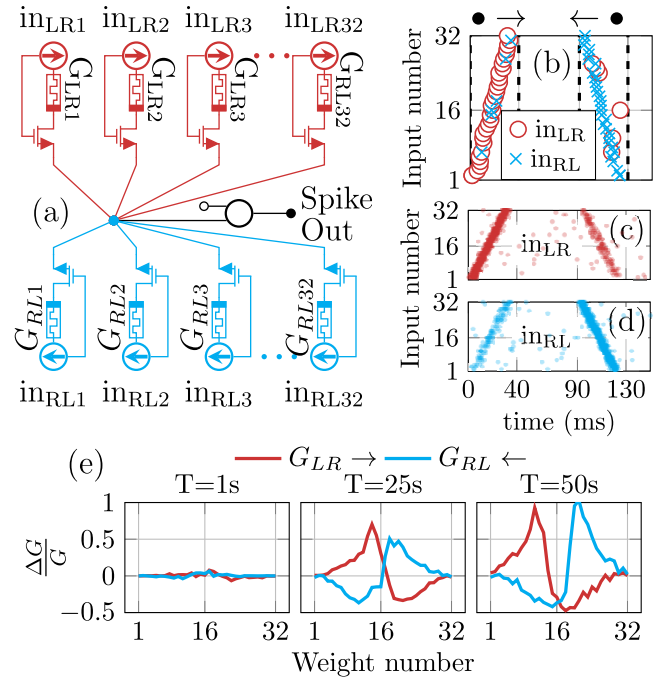 in_LR1 in_LR2 in_LR3 in_LR32
G_LR1 G_LR2 G_LR3 G_RL32
(a)
Spike
Out
G_RL1 G_RL2 G_RL3 G_RL32
in_RL1 in_RL2 in_RL3 in_RL32
● → ← ●
Input number
32
16
1
(b)
in_LR
in_RL
Input number
32
16
1
(c)
in_LR
32
16
1
(d)
in_RL
0 40 90 130
time (ms)
(e)
G_LR → G_RL ←
T=1s T=25s T=50s
ΔG/G
1
0.5
0
−0.5
1 16 32 1 16 32 1 16 32
Weight number